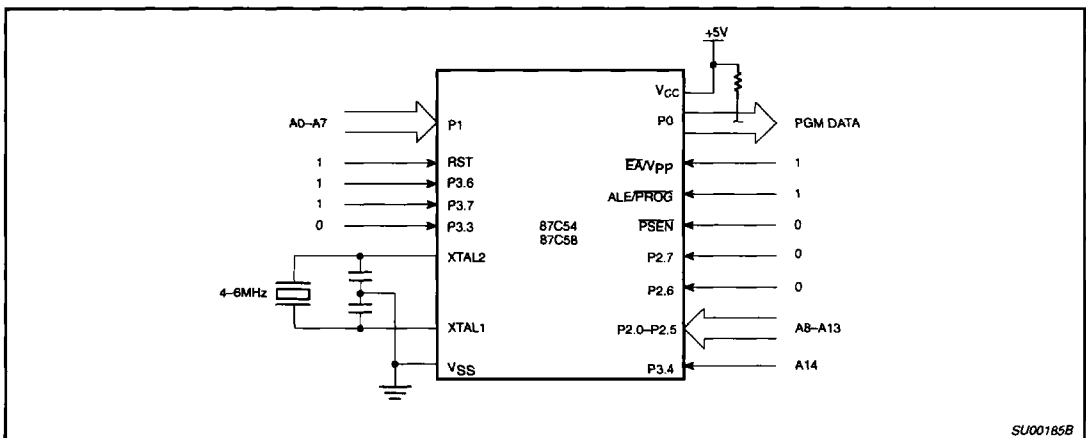 +5V
VCC
A0–A7
P1
P0
PGM DATA
1
RST
EA/VPP
1
1
P3.6
1
P3.7
ALE/PROG
1
0
P3.3
87C54
87C58
PSEN
0
XTAL2
P2.7
0
4–6MHz
P2.6
0
XTAL1
P2.0–P2.5
A8–A13
VSS
P3.4
A14
SU00185B